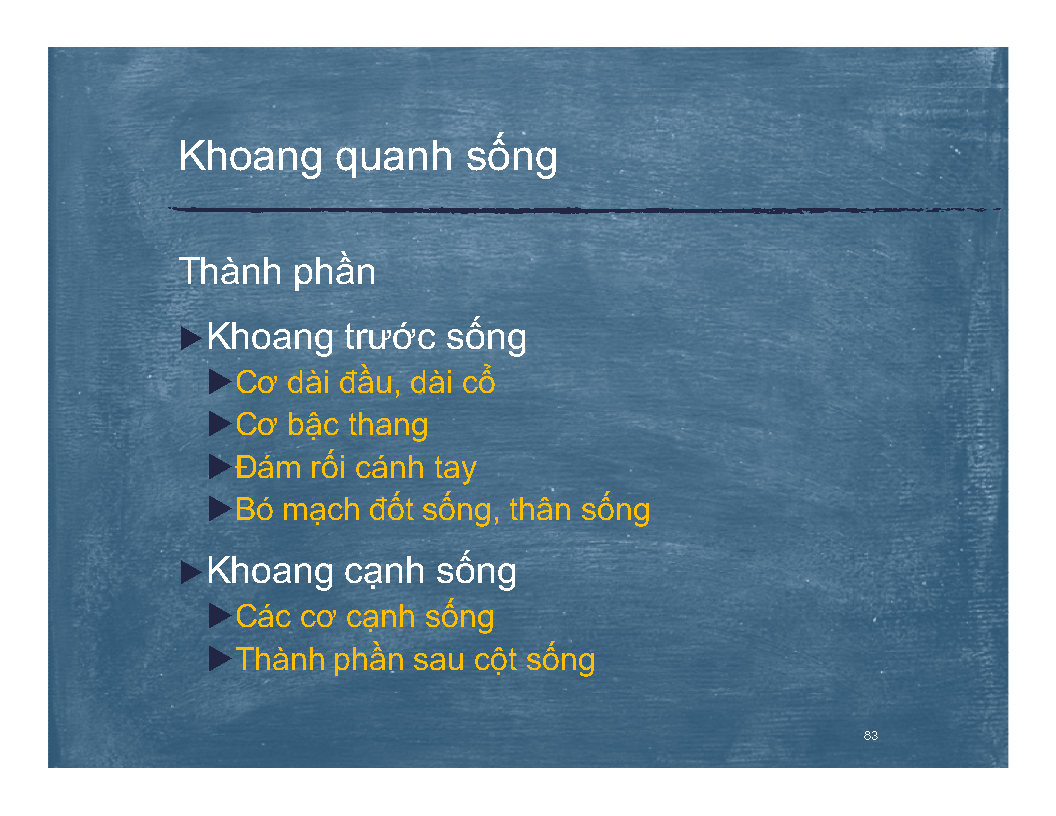 Khoang quanh sống
Thành phần
Khoang trước sống
Cơ dài đầu, dài cổ
Cơ bậc thang
Đám rối cánh tay
Bó mạch đốt sống, thân sống
Khoang cạnh sống
Các cơ cạnh sống
Thành phần sau cột sống
83